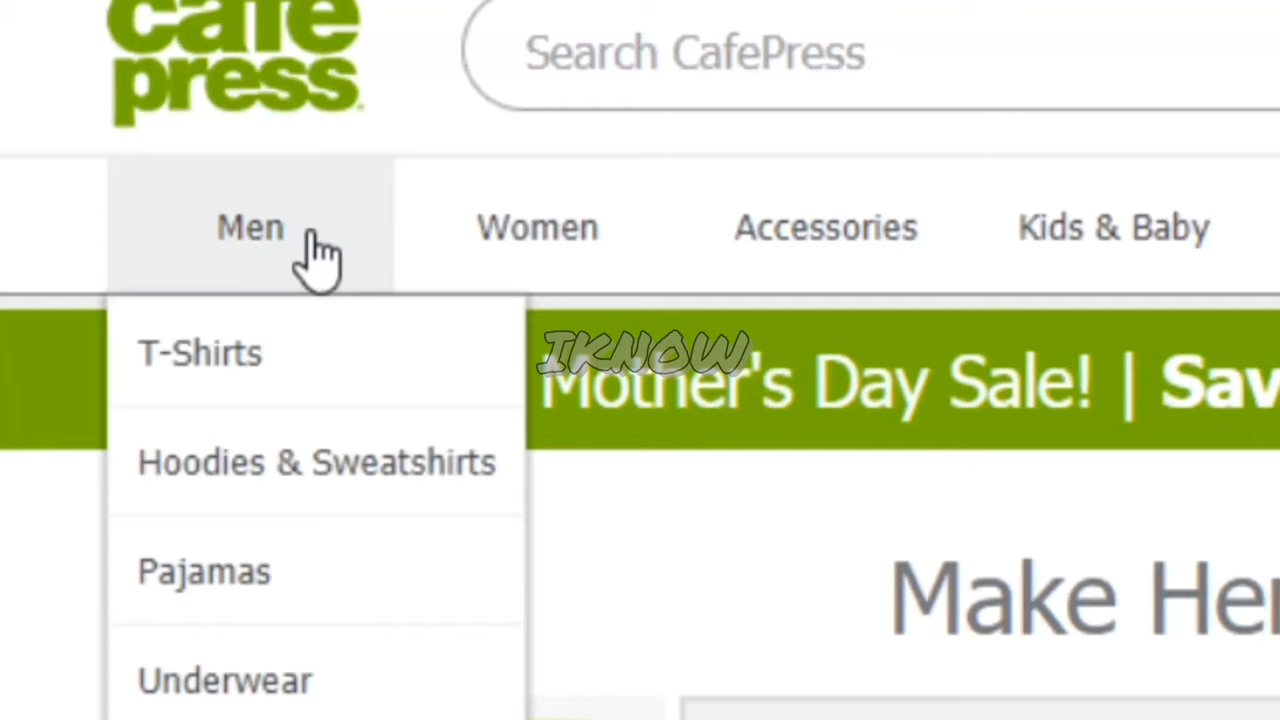 cafe
press
Search CafePress
Men Women Accessories Kids & Baby
T-Shirts
IKNOW
Mother's Day Sale! | Sav
Hoodies & Sweatshirts
Pajamas
Make Her
Underwear